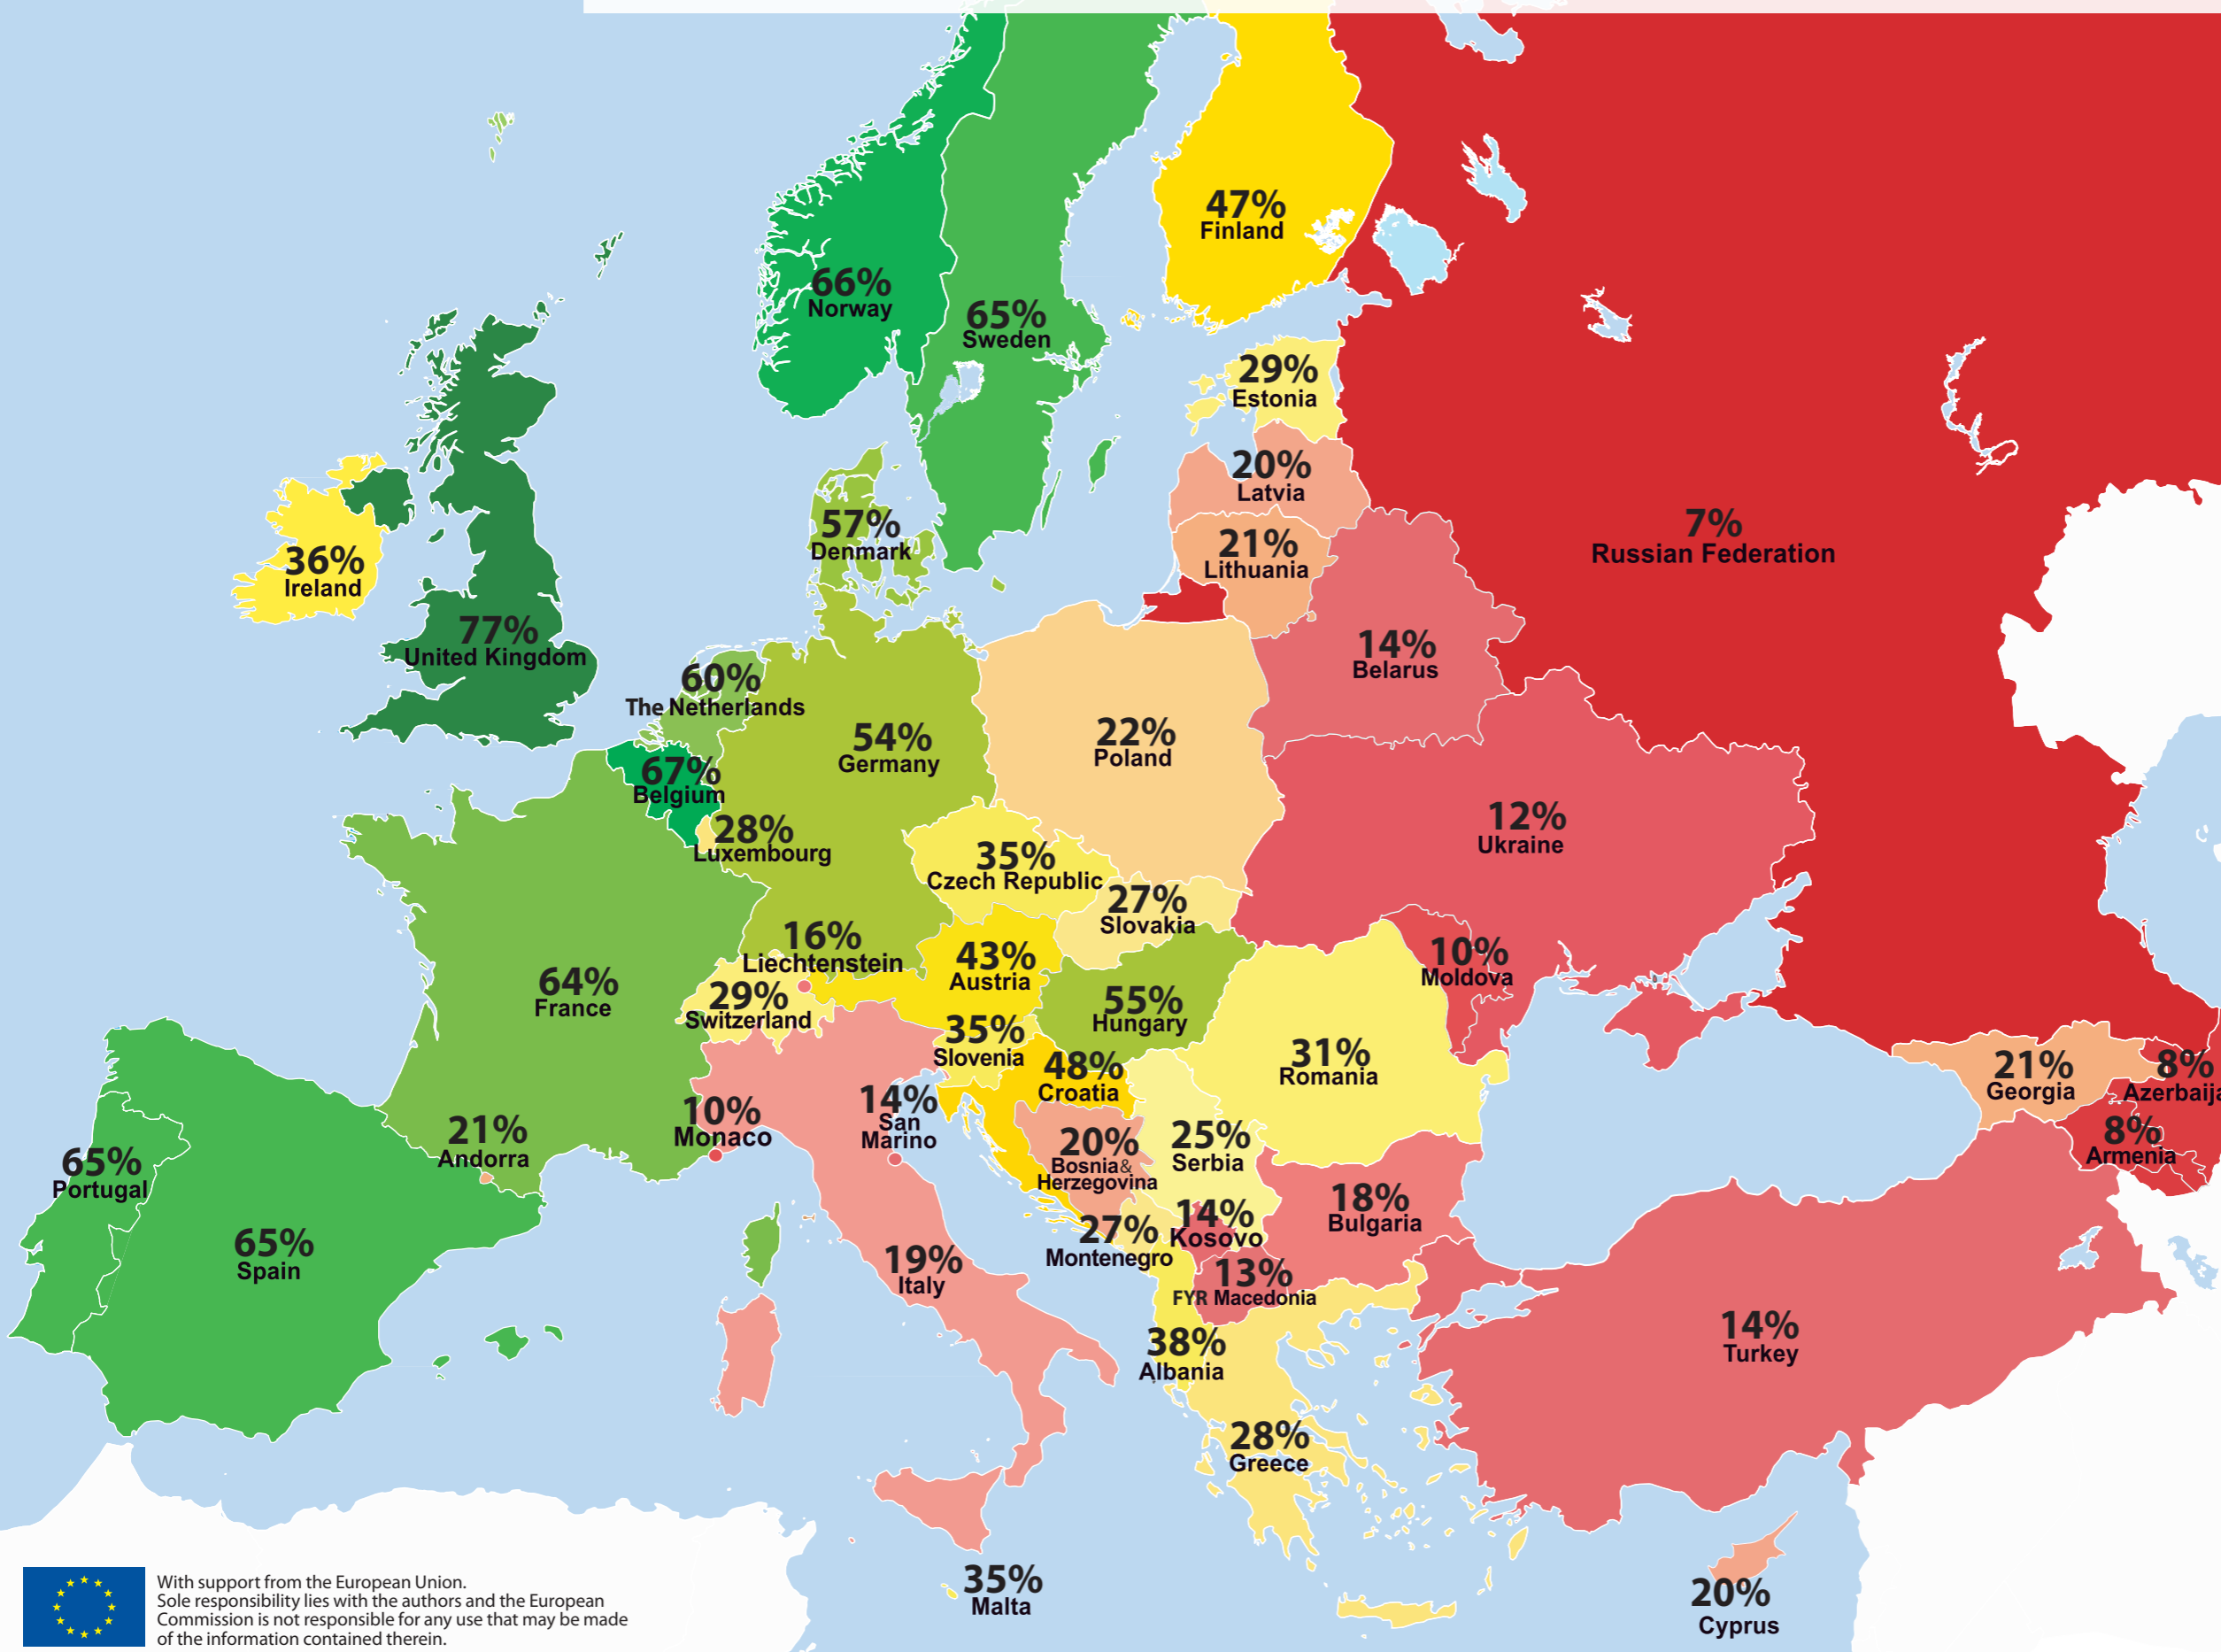 47%
Finland
66%
Norway
65%
Sweden
29%
Estonia
20%
Latvia
21%
Lithuania
7%
Russian Federation
57%
Denmark
36%
Ireland
77%
United Kingdom
14%
Belarus
60%
The Netherlands
54%
Germany
22%
Poland
67%
Belgium
28%
Luxembourg
12%
Ukraine
35%
Czech Republic
27%
Slovakia
16%
Liechtenstein
43%
Austria
10%
Moldova
64%
France
29%
Switzerland
55%
Hungary
35%
Slovenia
48%
Croatia
31%
Romania
21%
Georgia
8%
Azerbaija
8%
Armenia
10%
Monaco
14%
San
Marino
21%
Andorra
20%
Bosnia&
Herzegovina
25%
Serbia
65%
Portugal
65%
Spain
18%
Bulgaria
14%
Kosovo
27%
Montenegro
19%
Italy
13%
FYR Macedonia
38%
Albania
14%
Turkey
28%
Greece
35%
Malta
20%
Cyprus
With support from the European Union.
Sole responsibility lies with the authors and the European
Commission is not responsible for any use that may be made
of the information contained therein.